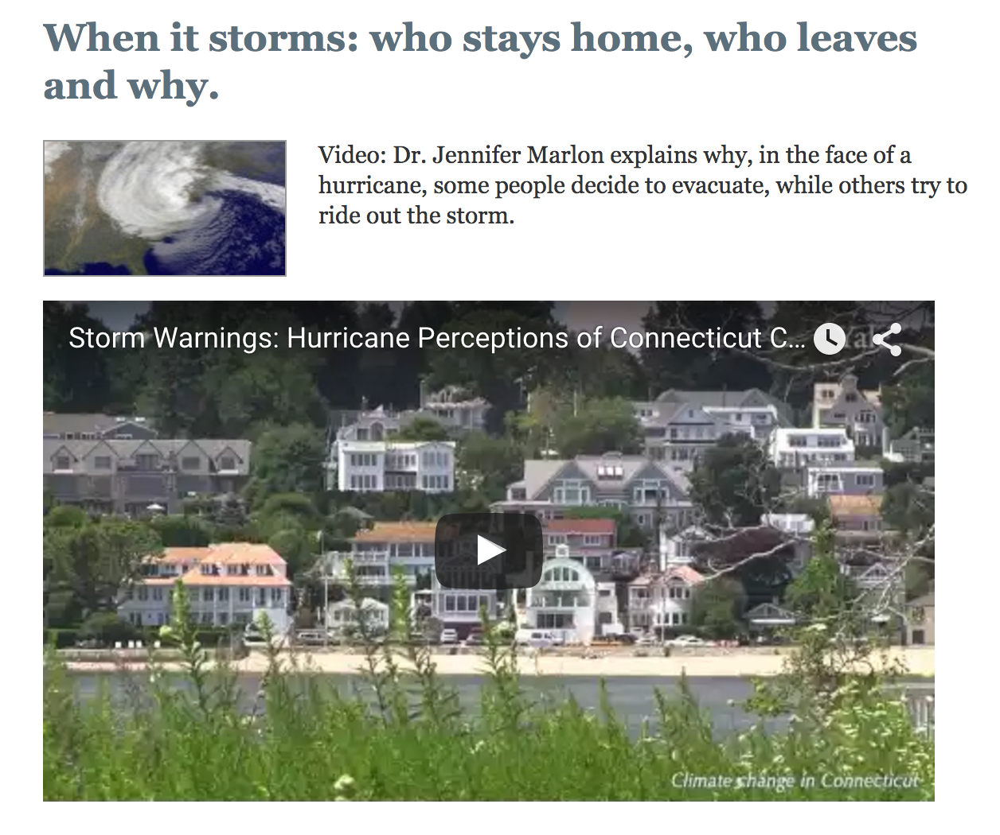 When it storms: who stays home, who leaves
and why.
Video: Dr. Jennifer Marlon explains why, in the face of a
hurricane, some people decide to evacuate, while others try to
ride out the storm.
Storm Warnings: Hurricane Perceptions of Connecticut C...
Climate change in Connecticut